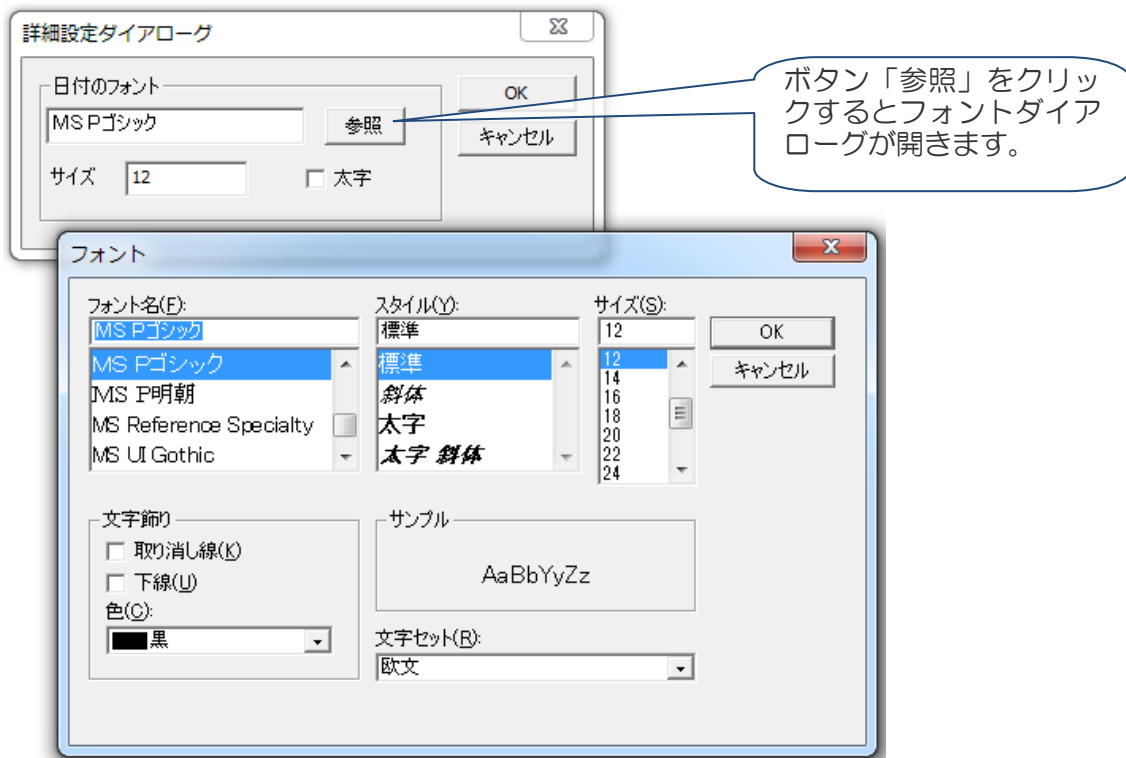 詳細設定ダイアローグ
日付のフォント
MS Pゴシック
参照
サイズ
12
太字
OK
キャンセル
ボタン「参照」をクリッ
クするとフォントダイア
ローグが開きます。
フォント
フォント名(F):
MS Pゴシック
MS Pゴシック
MS P明朝
MS Reference Specialty
MS UI Gothic
スタイル(Y):
標準
標準
斜体
太字
太字 斜体
サイズ(S):
12
12
14
16
18
20
22
24
OK
キャンセル
文字飾り
取り消し線(K)
下線(U)
色(C):
黒
サンプル
AaBbYyZz
文字セット(R):
欧文